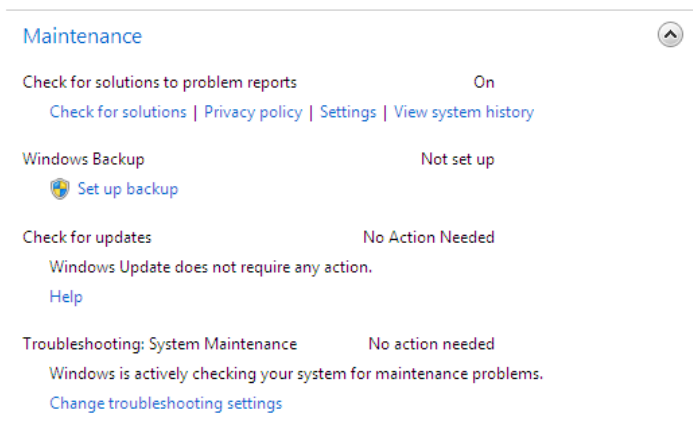 Maintenance
Check for solutions to problem reports On
Check for solutions | Privacy policy | Settings | View system history
Windows Backup Not set up
Set up backup
Check for updates No Action Needed
Windows Update does not require any action.
Help
Troubleshooting: System Maintenance No action needed
Windows is actively checking your system for maintenance problems.
Change troubleshooting settings